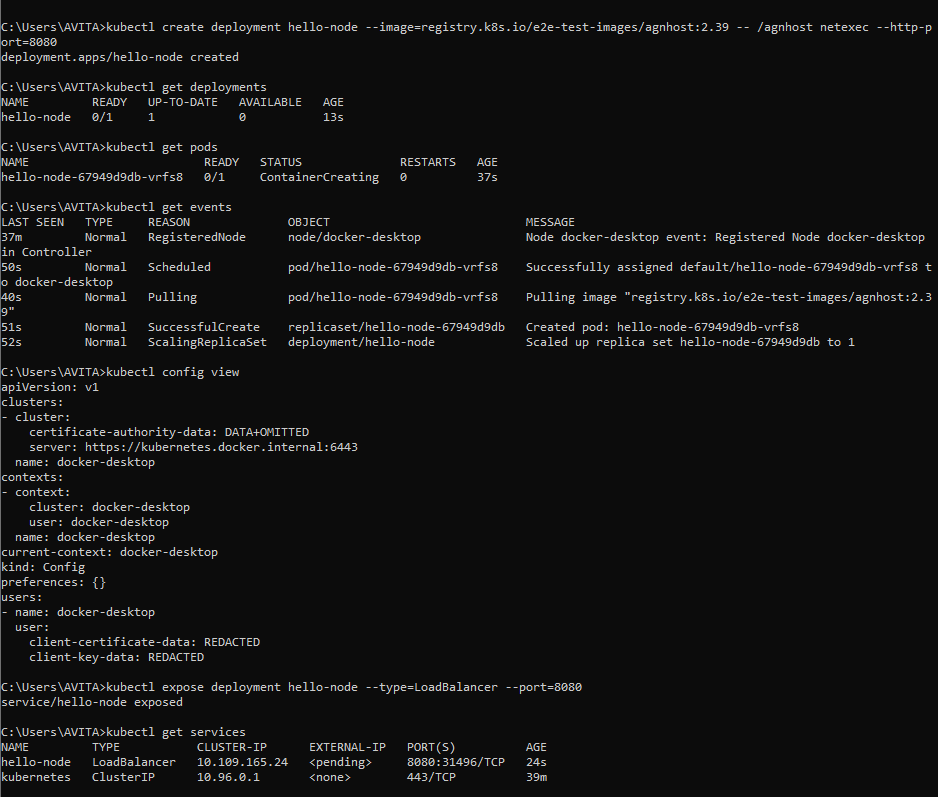 C:\Users\AVITA>kubectl create deployment hello-node --image=registry.k8s.io/e2e-test-images/agnhost:2.39 -- /agnhost netexec --http-p
ort=8080
deployment.apps/hello-node created
C:\Users\AVITA>kubectl get deployments
NAME         READY   UP-TO-DATE   AVAILABLE   AGE
hello-node   0/1     1            0           13s
C:\Users\AVITA>kubectl get pods
NAME                          READY   STATUS              RESTARTS   AGE
hello-node-67949d9db-vrfs8   0/1     ContainerCreating   0          37s
C:\Users\AVITA>kubectl get events
LAST SEEN   TYPE     REASON              OBJECT                            MESSAGE
37m         Normal   RegisteredNode      node/docker-desktop               Node docker-desktop event: Registered Node docker-desktop
in Controller
50s         Normal   Scheduled           pod/hello-node-67949d9db-vrfs8    Successfully assigned default/hello-node-67949d9db-vrfs8 t
o docker-desktop
40s         Normal   Pulling             pod/hello-node-67949d9db-vrfs8    Pulling image "registry.k8s.io/e2e-test-images/agnhost:2.3
9"
51s         Normal   SuccessfulCreate    replicaset/hello-node-67949d9db   Created pod: hello-node-67949d9db-vrfs8
52s         Normal   ScalingReplicaSet   deployment/hello-node             Scaled up replica set hello-node-67949d9db to 1
C:\Users\AVITA>kubectl config view
apiVersion: v1
clusters:
- cluster:
    certificate-authority-data: DATA+OMITTED
    server: https://kubernetes.docker.internal:6443
  name: docker-desktop
contexts:
- context:
    cluster: docker-desktop
    user: docker-desktop
  name: docker-desktop
current-context: docker-desktop
kind: Config
preferences: {}
users:
- name: docker-desktop
  user:
    client-certificate-data: REDACTED
    client-key-data: REDACTED
C:\Users\AVITA>kubectl expose deployment hello-node --type=LoadBalancer --port=8080
service/hello-node exposed
C:\Users\AVITA>kubectl get services
NAME         TYPE           CLUSTER-IP      EXTERNAL-IP   PORT(S)          AGE
hello-node   LoadBalancer   10.109.165.24   <pending>     8080:31496/TCP   24s
kubernetes   ClusterIP      10.96.0.1       <none>        443/TCP          39m